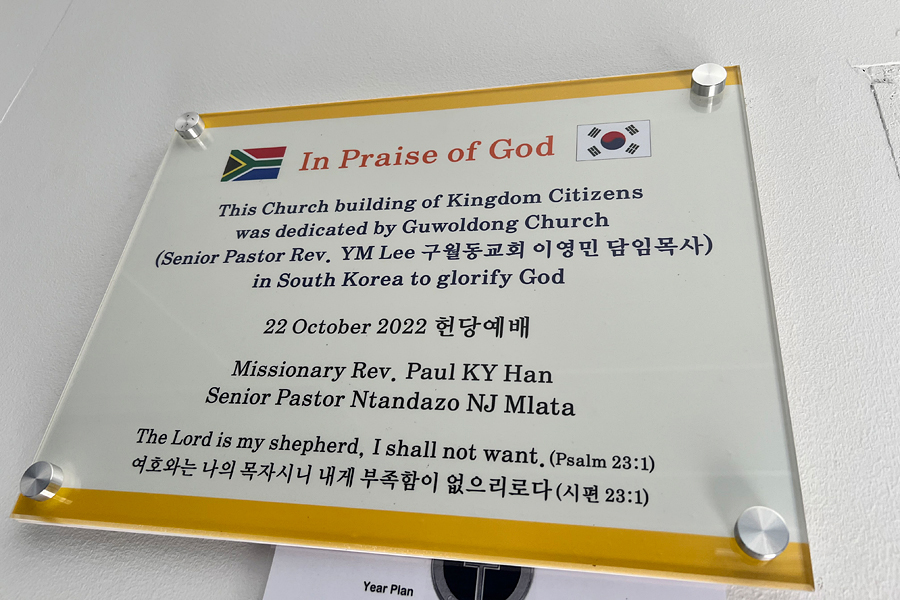 In Praise of God
This Church building of Kingdom Citizens
was dedicated by Guwoldong Church
(Senior Pastor Rev. YM Lee 구월동교회 이영민 담임목사)
in South Korea to glorify God
22 October 2022 헌당예배
Missionary Rev. Paul KY Han
Senior Pastor Ntandazo NJ Mlata
The Lord is my shepherd, I shall not want. (Psalm 23:1)
여호와는 나의 목자시니 내게 부족함이 없으리로다 (시편 23:1)
Year Plan